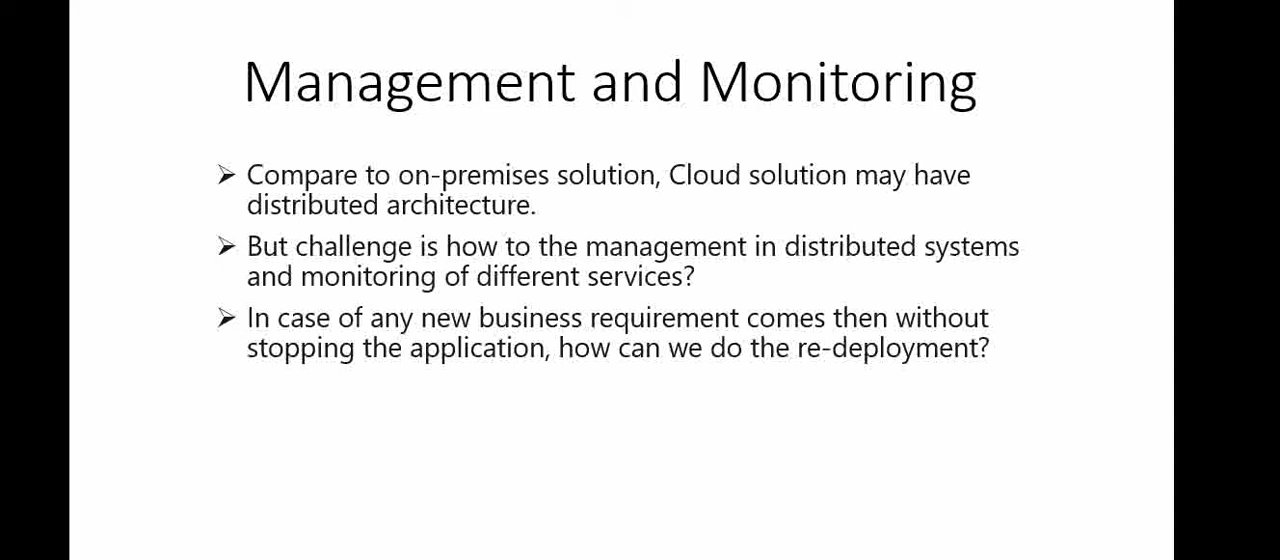 Management and Monitoring
➢ Compare to on-premises solution, Cloud solution may have
distributed architecture.
➢ But challenge is how to the management in distributed systems
and monitoring of different services?
➢ In case of any new business requirement comes then without
stopping the application, how can we do the re-deployment?